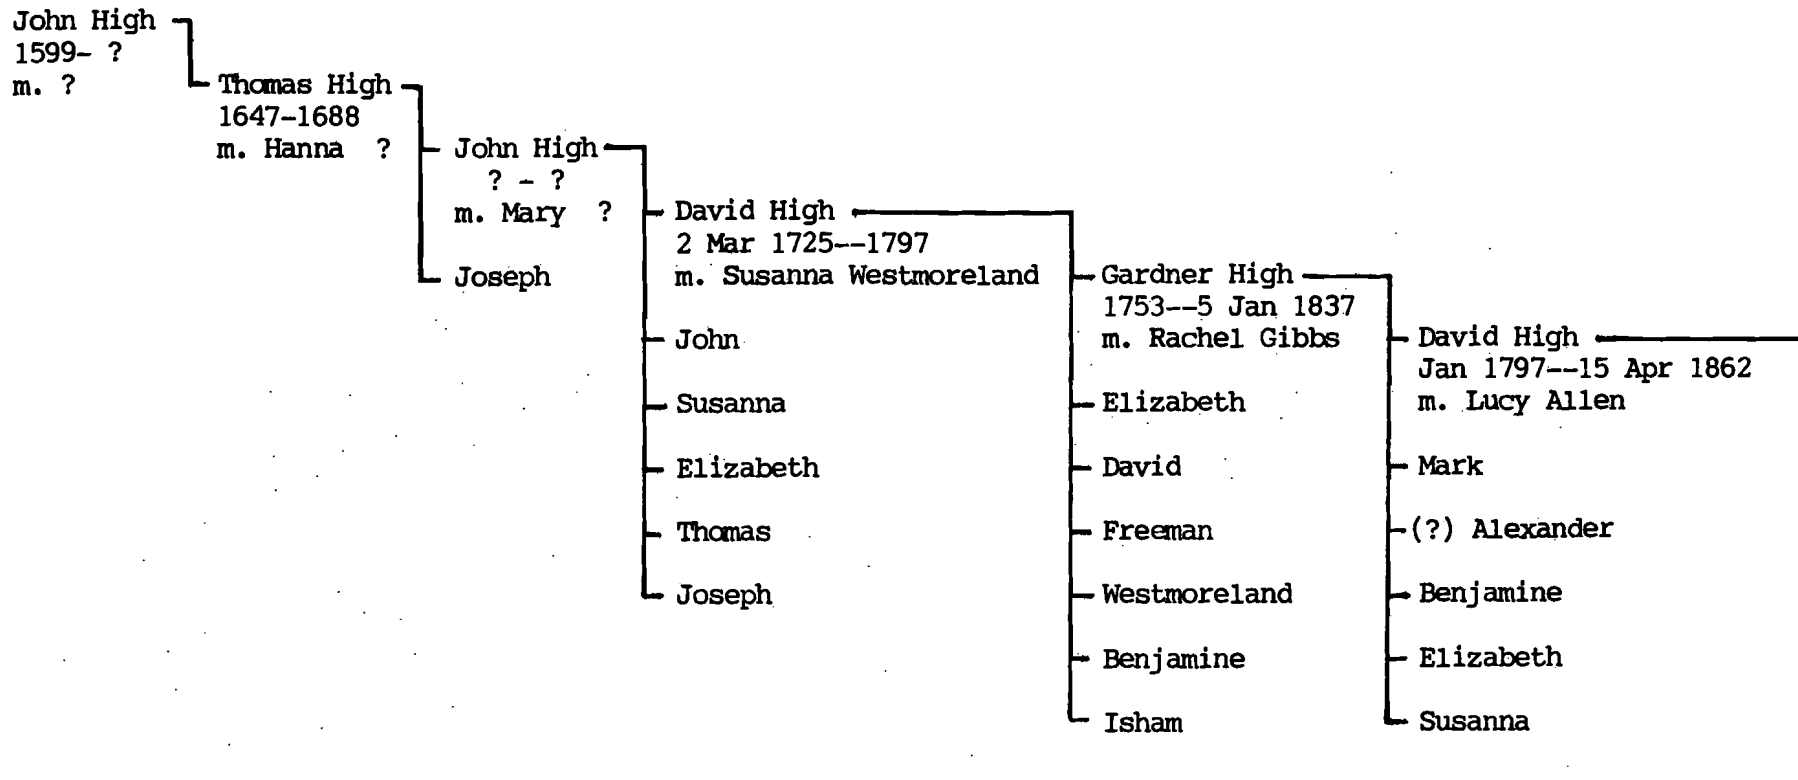 John High
1599- ?
m. ?
Thomas High
1647-1688
m. Hanna ?
John High
? - ?
m. Mary ?
Joseph
David High
2 Mar 1725--1797
m. Susanna Westmoreland
John
Susanna
Elizabeth
Thomas
Joseph
Gardner High
1753--5 Jan 1837
m. Rachel Gibbs
Elizabeth
David
Freeman
Westmoreland
Benjamine
Isham
David High
Jan 1797--15 Apr 1862
m. Lucy Allen
Mark
(?) Alexander
Benjamine
Elizabeth
Susanna